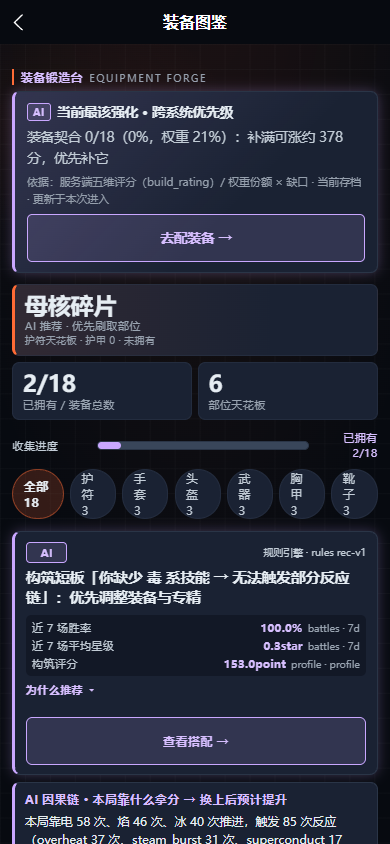 装备图鉴
装备锻造台 EQUIPMENT FORGE
AI 当前最该强化 · 跨系统优先级
装备契合 0/18（0%，权重 21%）：补满可涨约 378
分，优先补它
依据：服务端五维评分（build_rating）/ 权重份额 × 缺口 · 当前存档
· 更新于本次进入
去配装备 →
母核碎片
AI 推荐 · 优先刷取部位
护符天花板 · 护甲 0 · 未拥有
2/18
已拥有 / 装备总数
6
部位天花板
收集进度
已拥有
2/18
全部
18
护
符
3
手
套
3
头
盔
3
武
器
3
胸
甲
3
靴
子
3
AI
规则引擎 · rules rec-v1
构筑短板「你缺少 毒 系技能 → 无法触发部分反应
链」：优先调整装备与专精
近 7 场胜率 100.0% battles · 7d
近 7 场平均星级 0.3star battles · 7d
构筑评分 153.0point profile · profile
为什么推荐
查看搭配 →
AI 因果链 · 本局靠什么拿分 → 换上后预计提升
本局靠电 58 次、焰 46 次、冰 40 次推进，触发 85 次反应
（overheat 37 次、steam_burst 31 次、superconduct 17